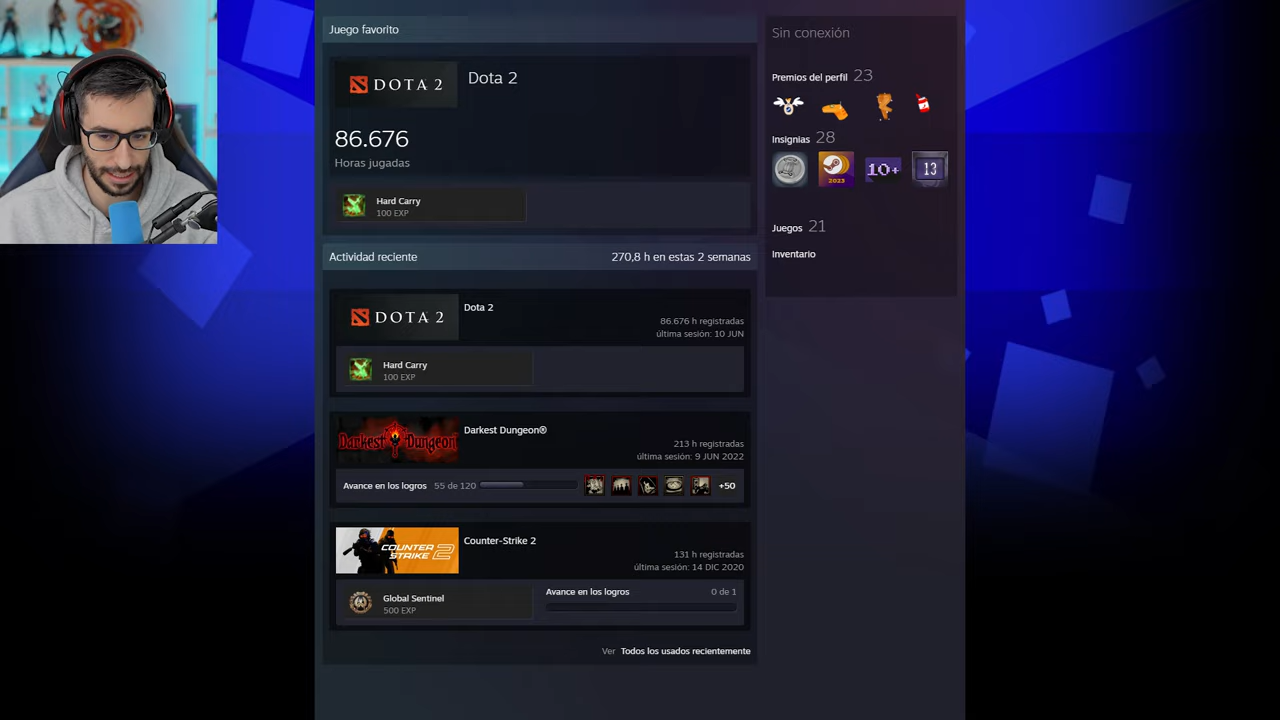 Juego favorito
DOTA 2
Dota 2
86.676
Horas jugadas
Hard Carry
100 EXP
Actividad reciente
270,8 h en estas 2 semanas
DOTA 2
Dota 2
86.676 h registradas
última sesión: 10 JUN
Hard Carry
100 EXP
Darkest Dungeon
Darkest Dungeon®
213 h registradas
última sesión: 9 JUN 2022
Avance en los logros 55 de 120
+50
COUNTER STRIKE 2
Counter-Strike 2
131 h registradas
última sesión: 14 DIC 2020
Global Sentinel
500 EXP
Avance en los logros 0 de 1
Ver Todos los usados recientemente
Sin conexión
Premios del perfil 23
Insignias 28
2023
10+
13
Juegos 21
Inventario